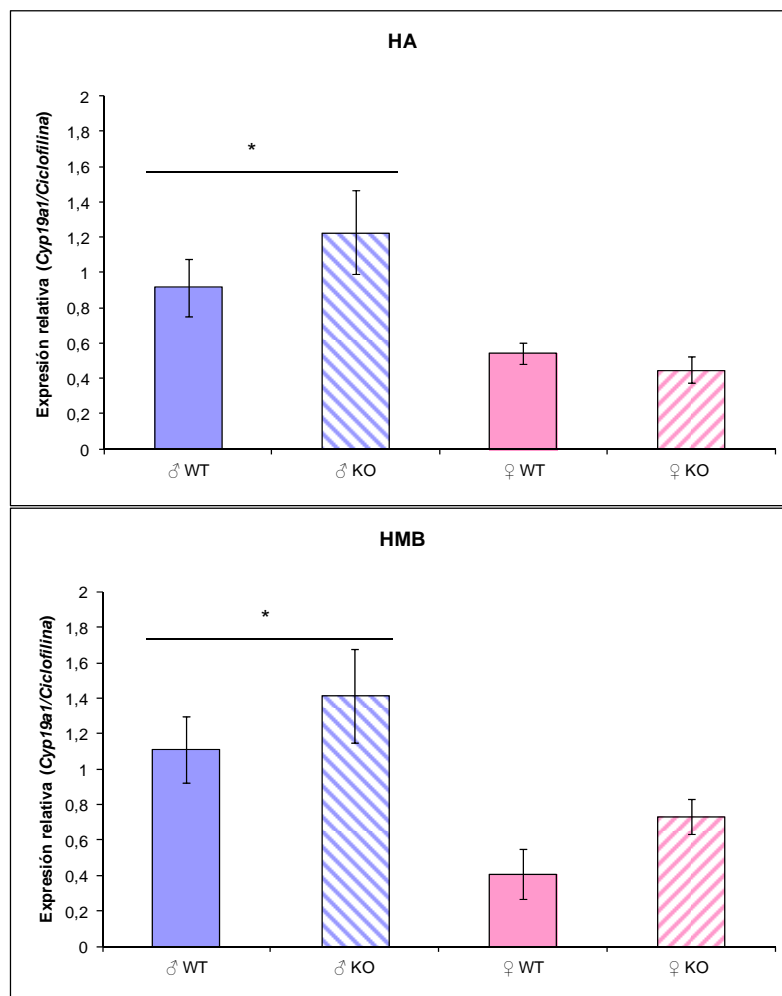 HA
Expresión relativa (Cyp19a1/Ciclofilina)
2
1,8
1,6
1,4
1,2
1
0,8
0,6
0,4
0,2
0
*
♂ WT
♂ KO
♀ WT
♀ KO
HMB
Expresión relativa (Cyp19a1/Ciclofilina)
2
1,8
1,6
1,4
1,2
1
0,8
0,6
0,4
0,2
0
*
♂ WT
♂ KO
♀ WT
♀ KO